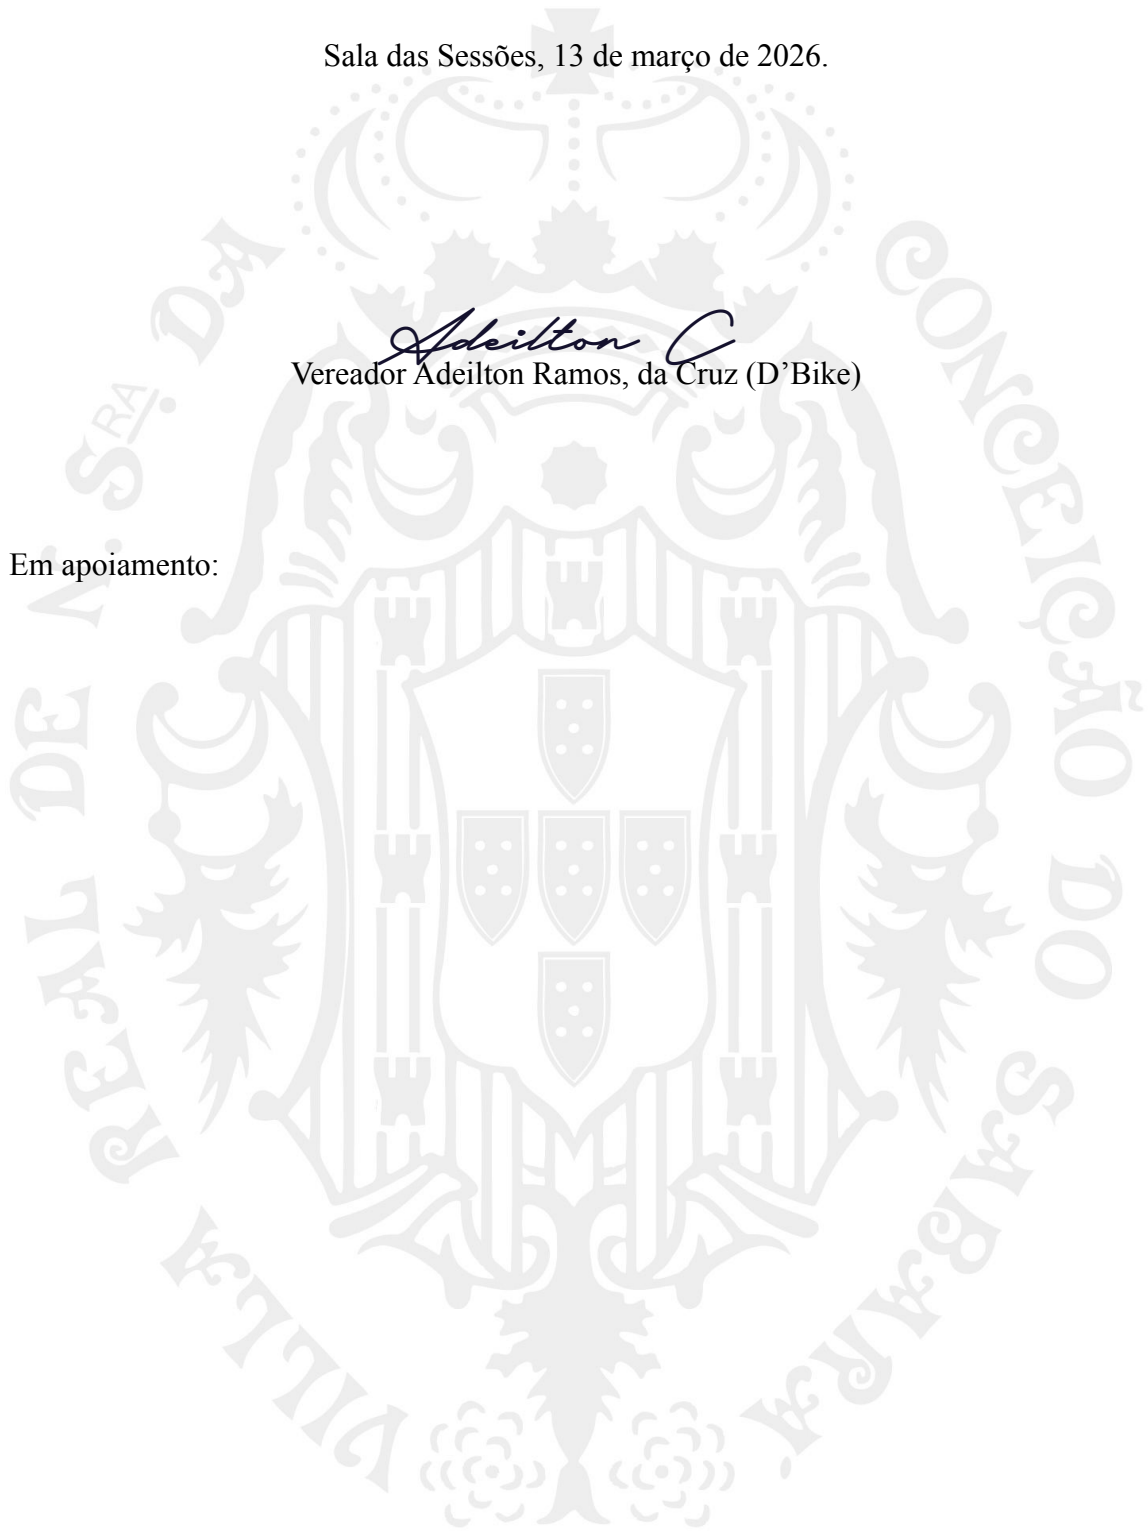 Sala das Sessões, 13 de março de 2026.
Adeilton C
Vereador Adeilton Ramos, da Cruz (D’Bike)
Em apoiamento:
VILLA REAL DE N. SRA. DA CONCEIÇÃO DO SABARÁ.